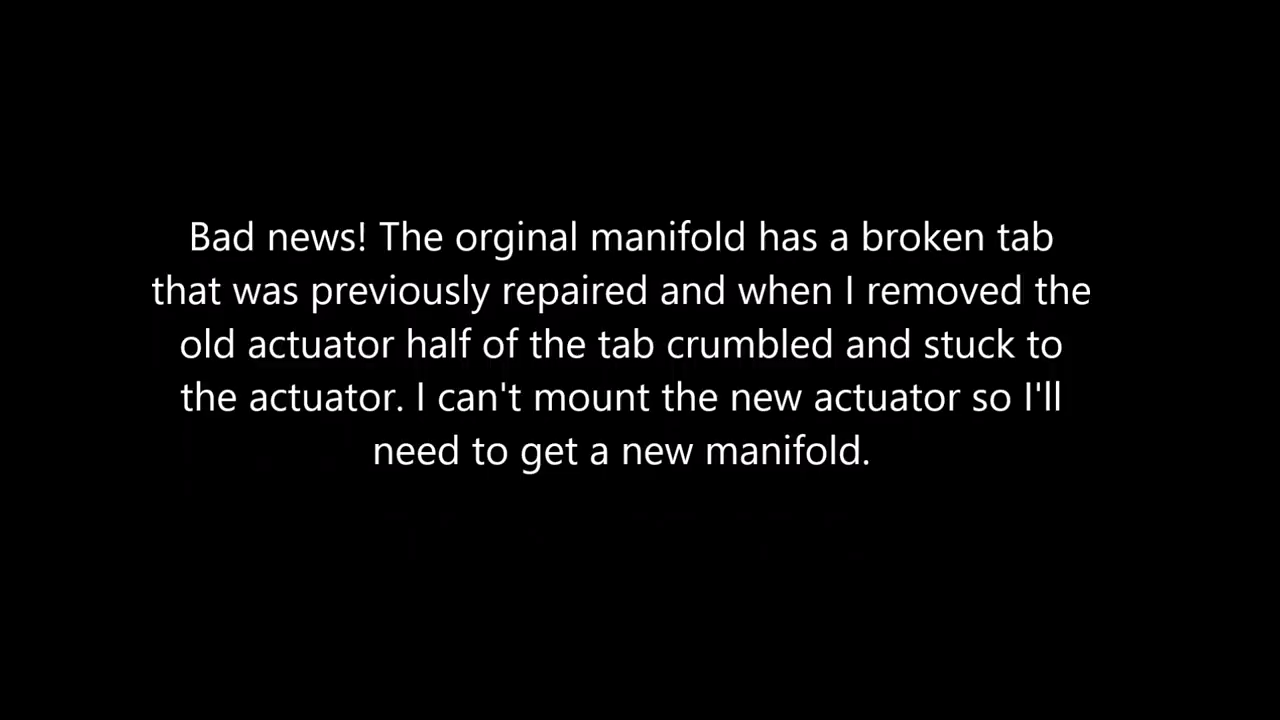 Bad news! The orginal manifold has a broken tab
that was previously repaired and when I removed the
old actuator half of the tab crumbled and stuck to
the actuator. I can't mount the new actuator so I'll
need to get a new manifold.